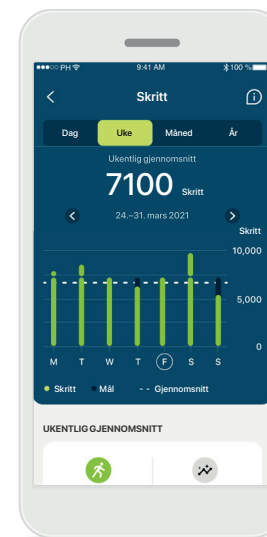 PH 9:41 AM 100 %
Skritt
Dag Uke Måned År
Ukentlig gjennomsnitt
7100 Skritt
24.–31. mars 2021
Skritt
10,000
5,000
0
M T W T F S S
Skritt Mål Gjennomsnitt
UKENTLIG GJENNOMSNITT